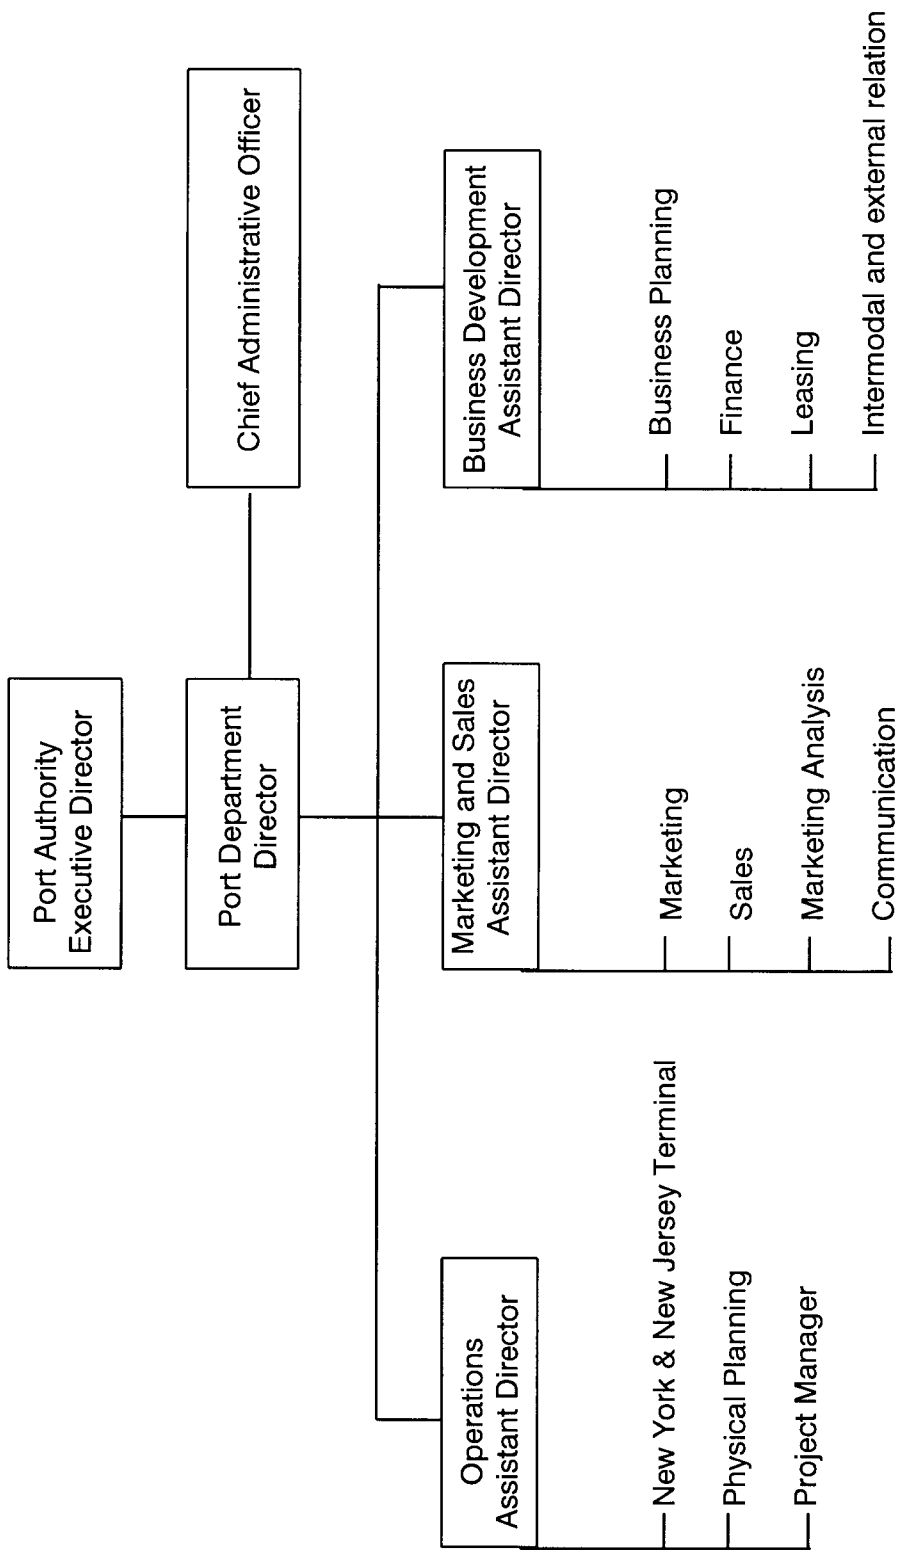 Port Authority
Executive Director
Port Department
Director
Chief Administrative Officer
Operations
Assistant Director
Marketing and Sales
Assistant Director
Business Development
Assistant Director
New York & New Jersey Terminal
Physical Planning
Project Manager
Marketing
Sales
Marketing Analysis
Communication
Business Planning
Finance
Leasing
Intermodal and external relation